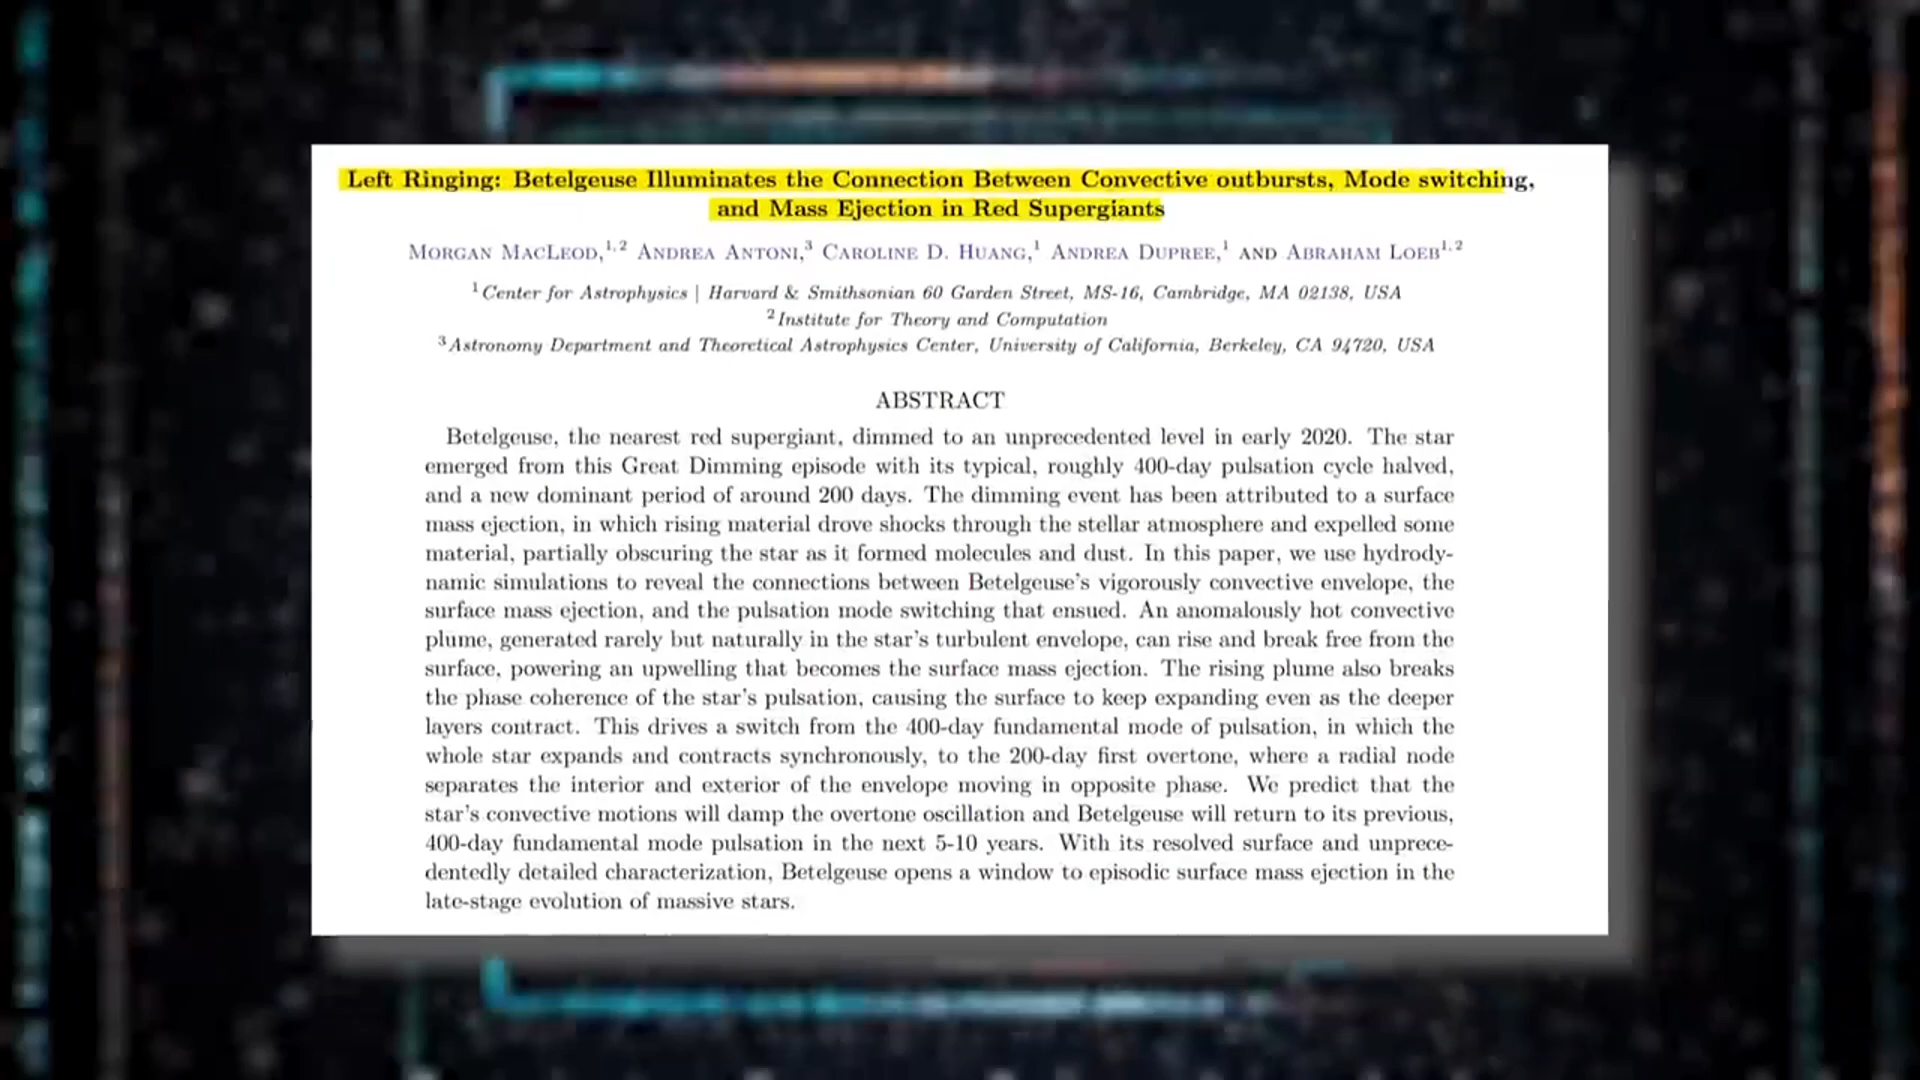 Left Ringing: Betelgeuse Illuminates the Connection Between Convective outbursts, Mode switching,
and Mass Ejection in Red Supergiants
Morgan MacLeod,1,2 Andrea Antoni,3 Caroline D. Huang,1 Andrea Dupree,1 and Abraham Loeb1,2
1Center for Astrophysics | Harvard & Smithsonian 60 Garden Street, MS-16, Cambridge, MA 02138, USA
2Institute for Theory and Computation
3Astronomy Department and Theoretical Astrophysics Center, University of California, Berkeley, CA 94720, USA
ABSTRACT
Betelgeuse, the nearest red supergiant, dimmed to an unprecedented level in early 2020. The star
emerged from this Great Dimming episode with its typical, roughly 400-day pulsation cycle halved,
and a new dominant period of around 200 days. The dimming event has been attributed to a surface
mass ejection, in which rising material drove shocks through the stellar atmosphere and expelled some
material, partially obscuring the star as it formed molecules and dust. In this paper, we use hydrody-
namic simulations to reveal the connections between Betelgeuse's vigorously convective envelope, the
surface mass ejection, and the pulsation mode switching that ensued. An anomalously hot convective
plume, generated rarely but naturally in the star's turbulent envelope, can rise and break free from the
surface, powering an upwelling that becomes the surface mass ejection. The rising plume also breaks
the phase coherence of the star's pulsation, causing the surface to keep expanding even as the deeper
layers contract. This drives a switch from the 400-day fundamental mode of pulsation, in which the
whole star expands and contracts synchronously, to the 200-day first overtone, where a radial node
separates the interior and exterior of the envelope moving in opposite phase. We predict that the
star's convective motions will damp the overtone oscillation and Betelgeuse will return to its previous,
400-day fundamental mode pulsation in the next 5-10 years. With its resolved surface and unprece-
dentedly detailed characterization, Betelgeuse opens a window to episodic surface mass ejection in the
late-stage evolution of massive stars.